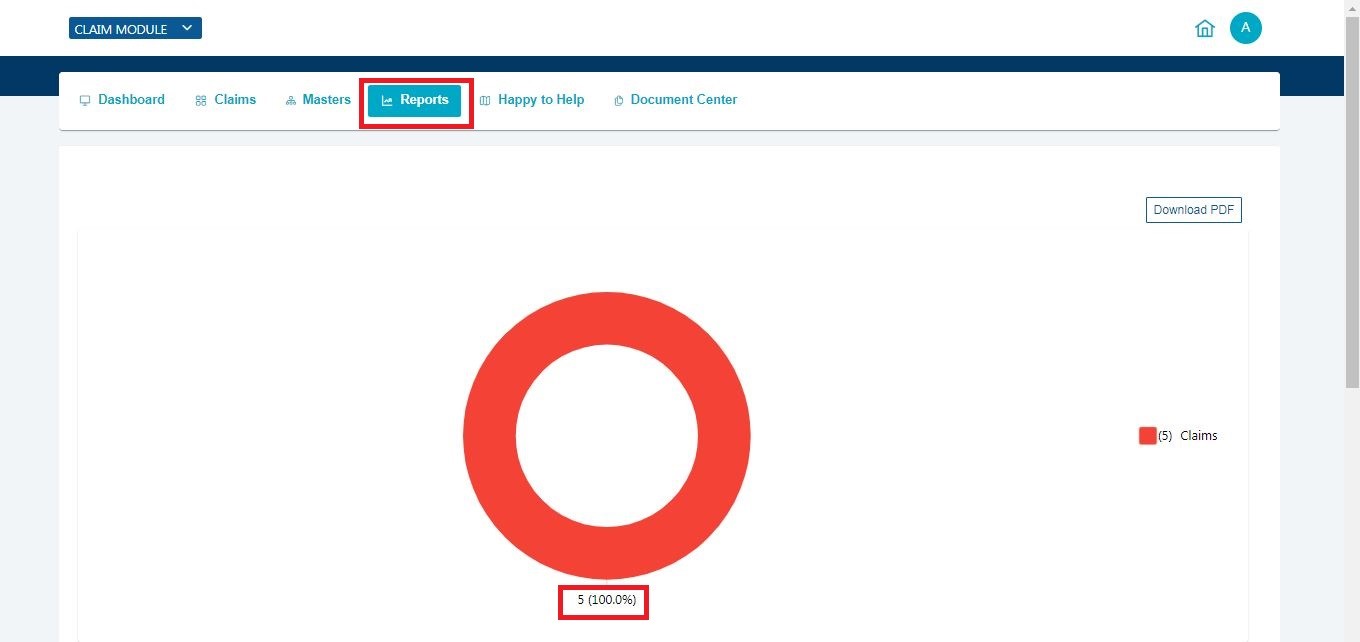 CLAIM MODULE
A
Dashboard Claims Masters Reports Happy to Help Document Center
Download PDF
(5) Claims
5 (100.0%)